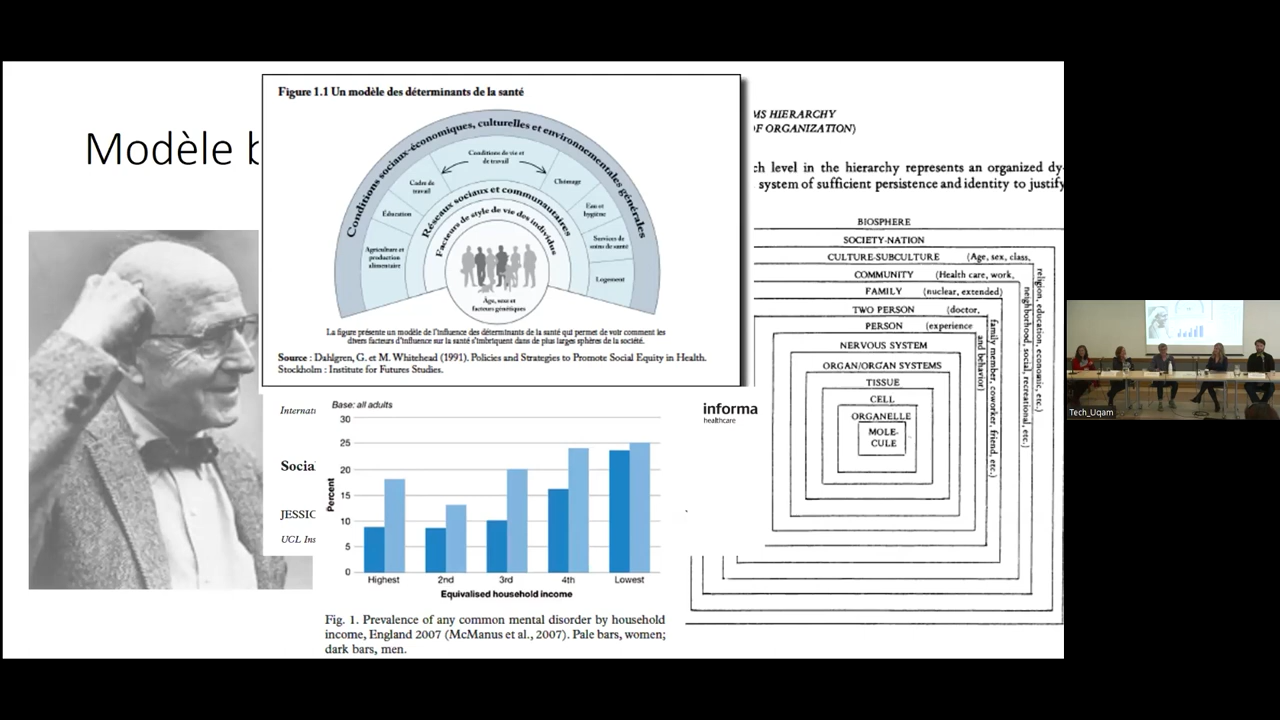 Modèle b
Figure 1.1 Un modèle des déterminants de la santé
Conditions sociaux-économiques, culturelles et environnementales générales
Conditions de vie et
de travail
Cadre de
travail
Chômage
Éducation
Eau et
hygiène
Agriculture et
production
alimentaire
Services de
soins de santé
Logement
Réseaux sociaux et communautaires
Facteurs de style de vie des individus
Âge, sexe et
facteurs génétiques
La figure présente un modèle de l'influence des déterminants de la santé qui permet de voir comment les
divers facteurs d'influence sur la santé s'imbriquent dans de plus larges sphères de la société.
Source : Dahlgren, G. et M. Whitehead (1991). Policies and Strategies to Promote Social Equity in Health.
Stockholm : Institute for Futures Studies.
MS HIERARCHY
OF ORGANIZATION)
ch level in the hierarchy represents an organized dy-
system of sufficient persistence and identity to justify
BIOSPHERE
SOCIETY-NATION
CULTURE-SUBCULTURE (Age, sex, class,
religion, education, economic, etc.)
COMMUNITY (Health care, work,
neighborhood, social, recreational, etc.)
FAMILY (nuclear, extended)
TWO PERSON (doctor,
family member, coworker, friend, etc.)
PERSON (experience
and behavior)
NERVOUS SYSTEM
ORGAN/ORGAN SYSTEMS
TISSUE
CELL
ORGANELLE
MOLE-
CULE
Internati
informa
healthcare
Socia
JESSIC
UCL Ins
Base: all adults
Percent
30
25
20
15
10
5
0
Highest 2nd 3rd 4th Lowest
Equivalised household income
Fig. 1. Prevalence of any common mental disorder by household
income, England 2007 (McManus et al., 2007). Pale bars, women;
dark bars, men.
Tech_Uqam